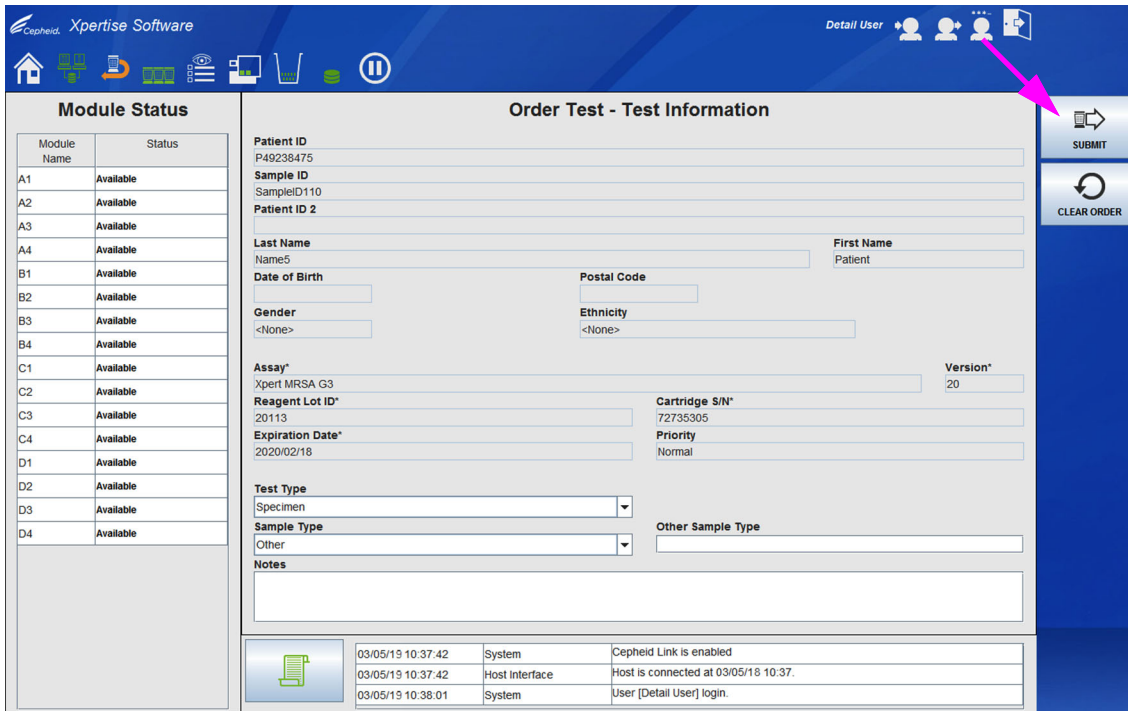 Cepheid. Xpertise Software
Detail User
Module Status
Module Name Status
A1 Available
A2 Available
A3 Available
A4 Available
B1 Available
B2 Available
B3 Available
B4 Available
C1 Available
C2 Available
C3 Available
C4 Available
D1 Available
D2 Available
D3 Available
D4 Available
Order Test - Test Information
Patient ID
P49238475
Sample ID
SampleID110
Patient ID 2
Last Name First Name
Name5 Patient
Date of Birth Postal Code
Gender Ethnicity
<None> <None>
Assay* Version*
Xpert MRSA G3 20
Reagent Lot ID* Cartridge S/N*
20113 72735305
Expiration Date* Priority
2020/02/18 Normal
Test Type
Specimen
Sample Type Other Sample Type
Other
Notes
03/05/19 10:37:42 System Cepheid Link is enabled
03/05/19 10:37:42 Host Interface Host is connected at 03/05/18 10:37.
03/05/19 10:38:01 System User [Detail User] login.
SUBMIT
CLEAR ORDER